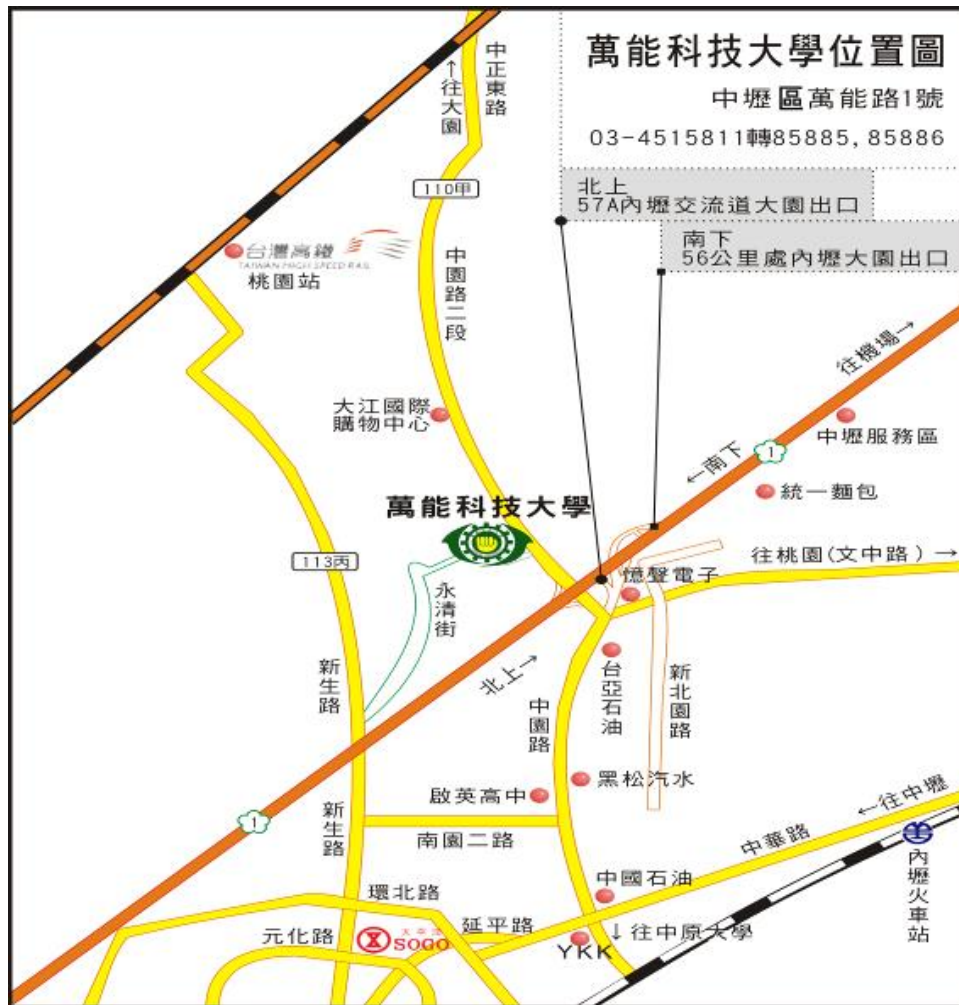 萬能科技大學位置圖
中壢區萬能路1號
03-4515811轉85885, 85886
北上
57A內壢交流道大園出口
南下
56公里處內壢大園出口
中正東路
↑往大園
110甲
台灣高鐵
TAIWAN HIGH SPEED RAIL
桃園站
中園路二段
往機場→
大江國際
購物中心
中壢服務區
1
←南下
統一麵包
萬能科技大學
往桃園(文中路)→
113丙
憶聲電子
永清街
北上→
台亞石油
新北園路
新生路
中園路
黑松汽水
啟英高中
1
新生路
南園二路
←往中壢
中華路
內壢火車站
環北路
中國石油
元化路
太平洋
SOGO
延平路
↓往中原大學
YKK